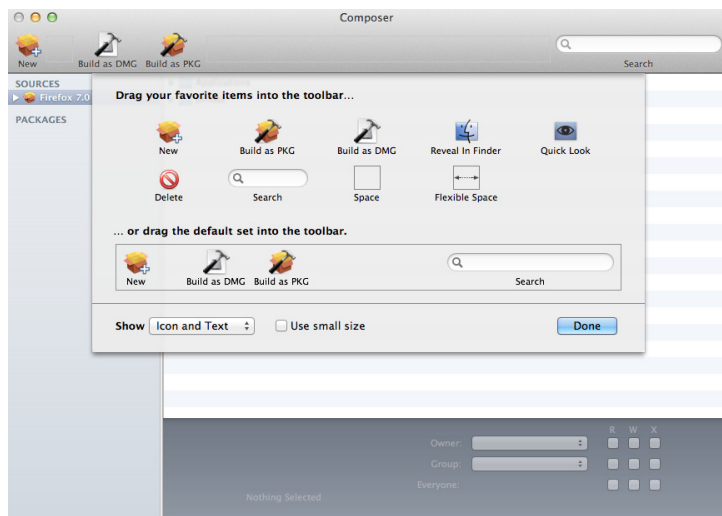 Composer
New Build as DMG Build as PKG Search
SOURCES
Firefox 7.0
PACKAGES
Drag your favorite items into the toolbar...
New Build as PKG Build as DMG Reveal In Finder Quick Look
Delete Search Space Flexible Space
... or drag the default set into the toolbar.
New Build as DMG Build as PKG Search
Show Icon and Text Use small size Done
R W X
Owner:
Group:
Everyone:
Nothing Selected